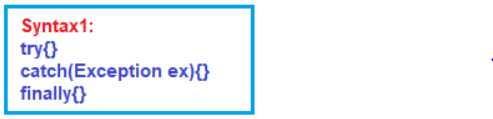 Syntax1:
try{}
catch(Exception ex){}
finally{}